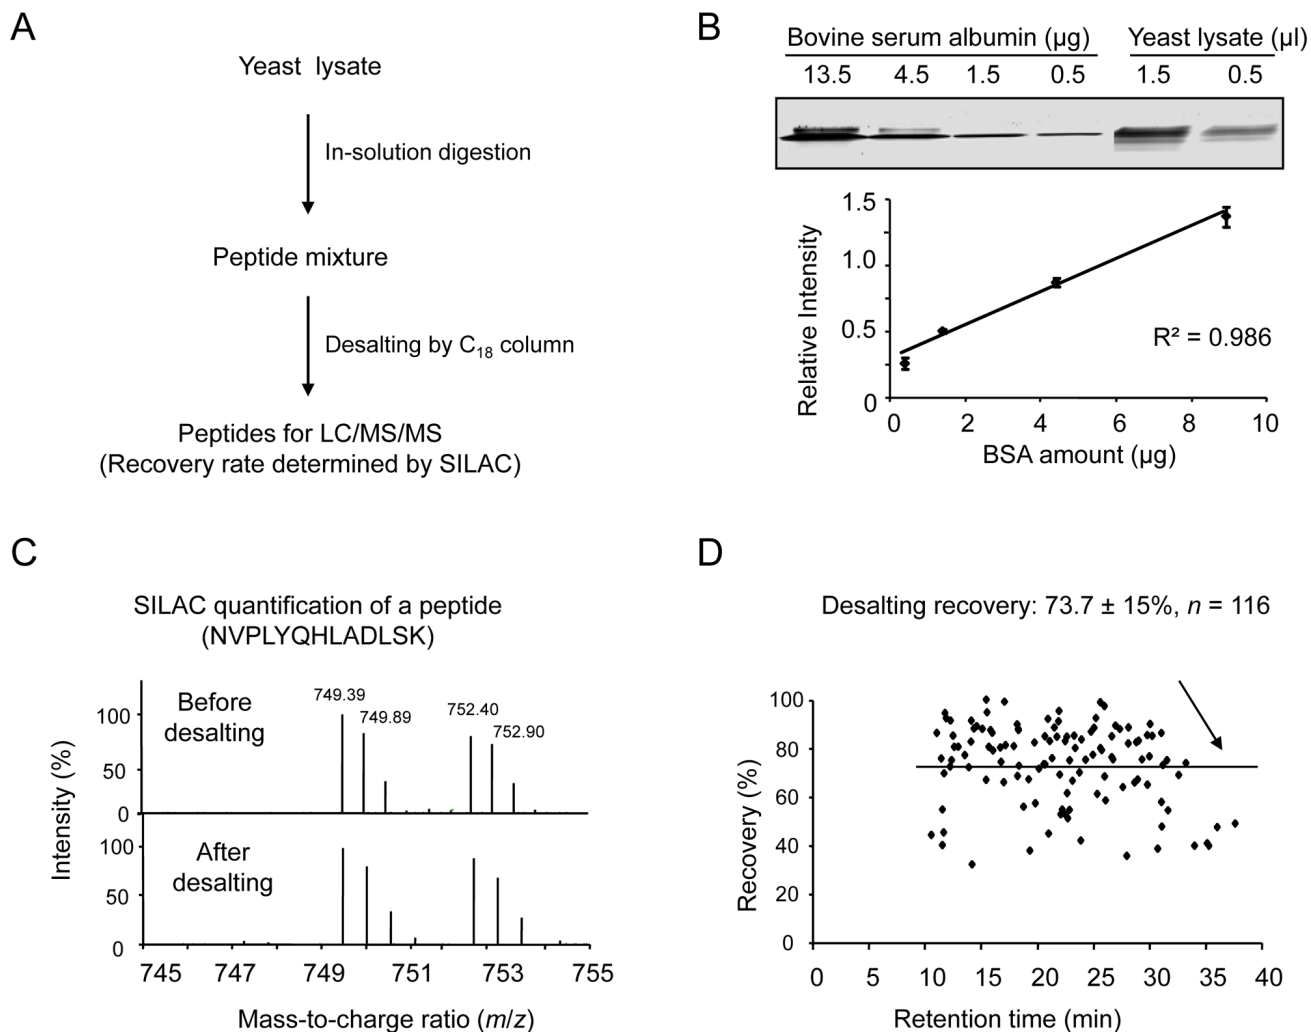 A
Yeast lysate
In-solution digestion
Peptide mixture
Desalting by C18 column
Peptides for LC/MS/MS
(Recovery rate determined by SILAC)
B
Bovine serum albumin (µg) Yeast lysate (µl)
13.5 4.5 1.5 0.5 1.5 0.5
1.5
1.0
0.5
0
Relative Intensity
R² = 0.986
0 2 4 6 8 10
BSA amount (µg)
C
SILAC quantification of a peptide
(NVPLYQHLADLSK)
Before
desalting
749.39
749.89
752.40
752.90
100
50
0
Intensity (%)
After
desalting
100
50
0
745 747 749 751 753 755
Mass-to-charge ratio (m/z)
D
Desalting recovery: 73.7 ± 15%, n = 116
100
80
60
40
20
0
Recovery (%)
0 5 10 15 20 25 30 35 40
Retention time (min)